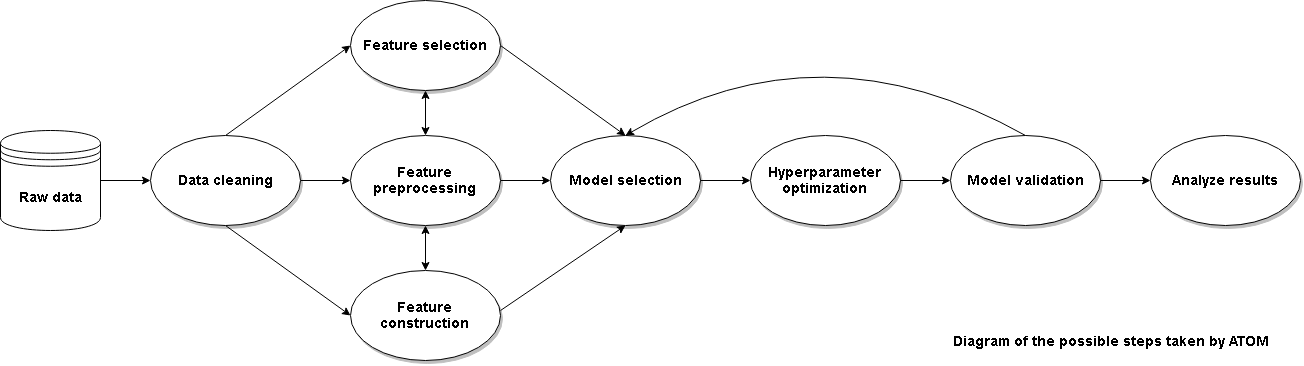 Feature selection
Raw data
Data cleaning
Feature
preprocessing
Model selection
Hyperparameter
optimization
Model validation
Analyze results
Feature
construction
Diagram of the possible steps taken by ATOM